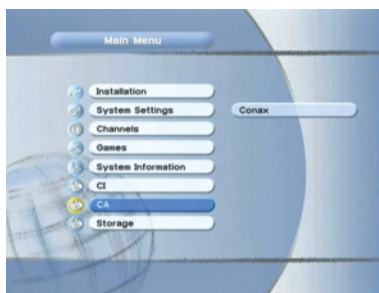 Main Menu
Installation
System Settings
Conax
Channels
Games
System Information
CI
CA
Storage